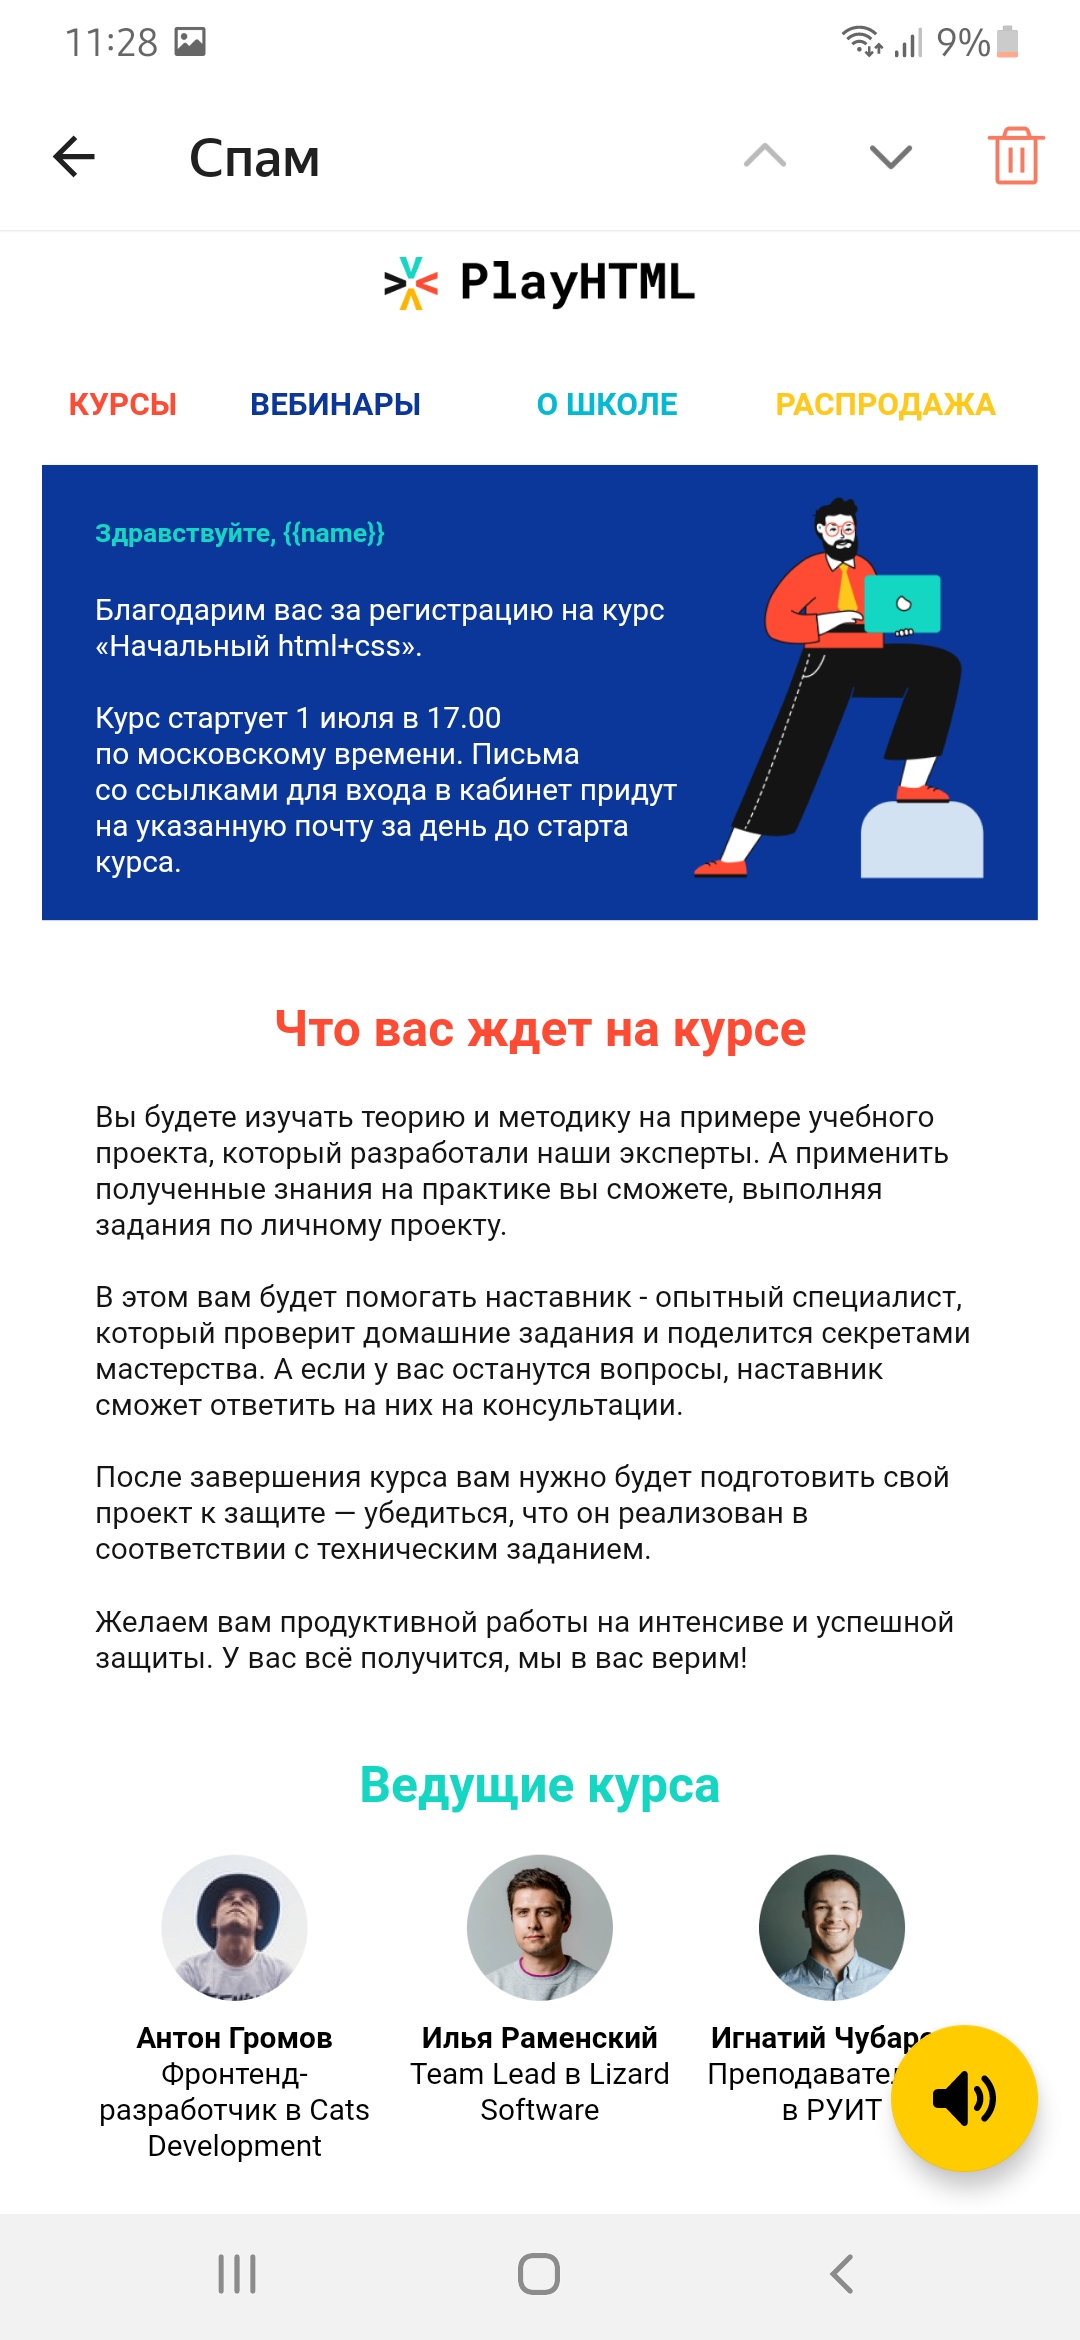 11:28 9%
Спам
PlayHTML
КУРСЫ ВЕБИНАРЫ О ШКОЛЕ РАСПРОДАЖА
Здравствуйте, {{name}}
Благодарим вас за регистрацию на курс
«Начальный html+css».
Курс стартует 1 июля в 17.00
по московскому времени. Письма
со ссылками для входа в кабинет придут
на указанную почту за день до старта
курса.
Что вас ждет на курсе
Вы будете изучать теорию и методику на примере учебного
проекта, который разработали наши эксперты. А применить
полученные знания на практике вы сможете, выполняя
задания по личному проекту.
В этом вам будет помогать наставник - опытный специалист,
который проверит домашние задания и поделится секретами
мастерства. А если у вас останутся вопросы, наставник
сможет ответить на них на консультации.
После завершения курса вам нужно будет подготовить свой
проект к защите — убедиться, что он реализован в
соответствии с техническим заданием.
Желаем вам продуктивной работы на интенсиве и успешной
защиты. У вас всё получится, мы в вас верим!
Ведущие курса
Антон Громов
Фронтенд-
разработчик в Cats
Development
Илья Раменский
Team Lead в Lizard
Software
Игнатий
в РУИТ